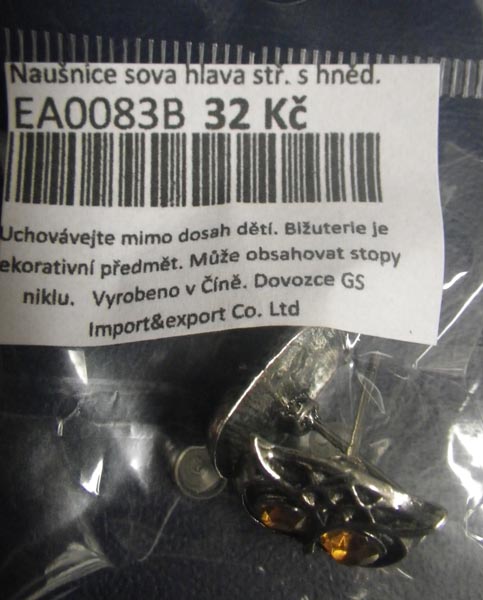 Naušnice sova hlava stř. s hněd.
EA0083B 32 Kč
Uchovávejte mimo dosah dětí. Bižuterie je
ekorativní předmět. Může obsahovat stopy
niklu. Vyrobeno v Číně. Dovozce GS
Import&export Co. Ltd